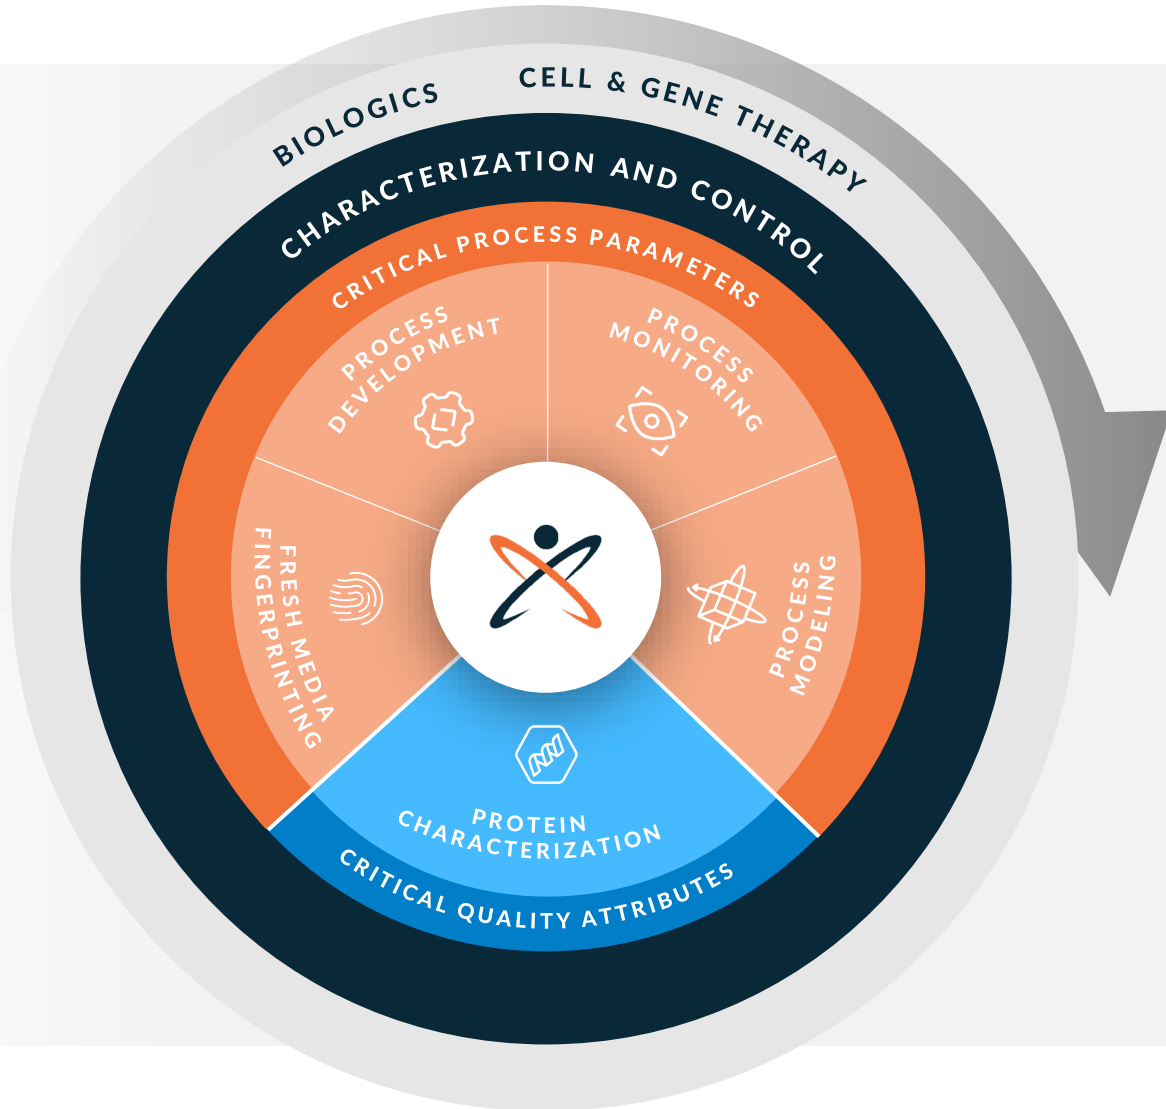 BIOLOGICS
CELL & GENE THERAPY
CHARACTERIZATION AND CONTROL
CRITICAL PROCESS PARAMETERS
PROCESS
DEVELOPMENT
PROCESS
MONITORING
FRESH MEDIA
FINGERPRINTING
PROCESS
MODELING
PROTEIN
CHARACTERIZATION
CRITICAL QUALITY ATTRIBUTES